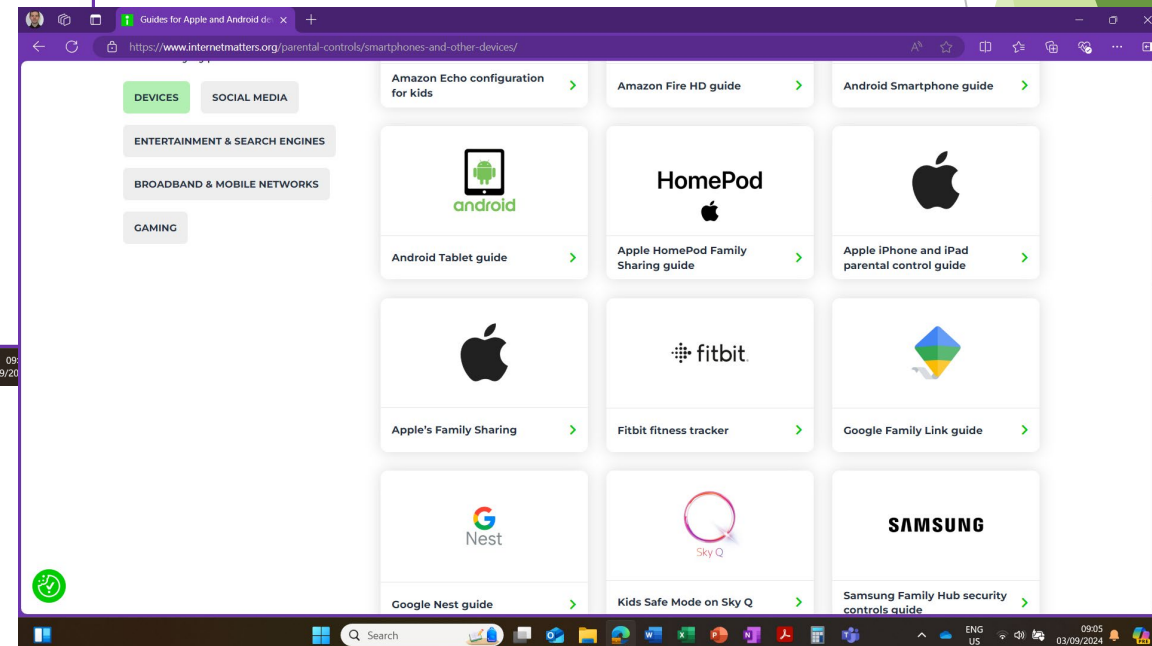 Guides for Apple and Android de
https://www.internetmatters.org/parental-controls/smartphones-and-other-devices/
DEVICES
SOCIAL MEDIA
ENTERTAINMENT & SEARCH ENGINES
BROADBAND & MOBILE NETWORKS
GAMING
Amazon Echo configuration
for kids
Amazon Fire HD guide
Android Smartphone guide
android
Android Tablet guide
HomePod
Apple HomePod Family
Sharing guide
Apple iPhone and iPad
parental control guide
Apple's Family Sharing
fitbit
Fitbit fitness tracker
Google Family Link guide
G
Nest
Google Nest guide
Sky Q
Kids Safe Mode on Sky Q
SAMSUNG
Samsung Family Hub security
controls guide
09:
9/20
Search
ENG
US
09:05
03/09/2024